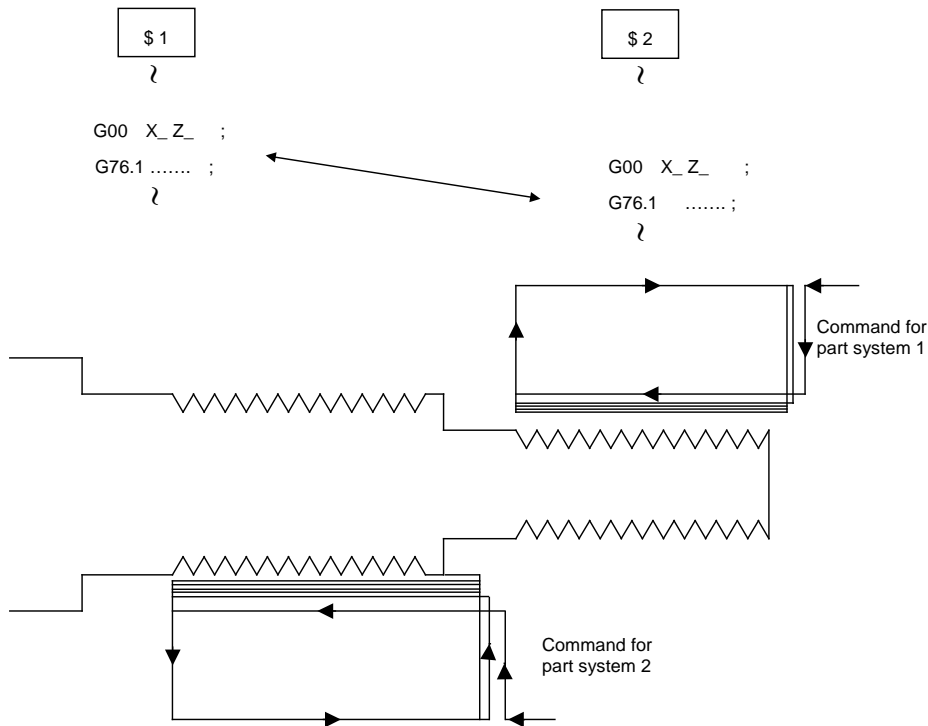 $ 1
$ 2
G00 X_ Z_ ;
G76.1 ....... ;
G00 X_ Z_ ;
G76.1 ....... ;
Command for
part system 1
Command for
part system 2